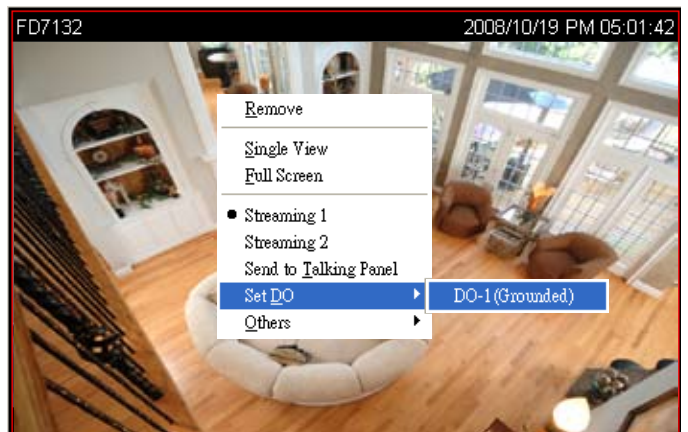 FD7132 2008/10/19 PM 05:01:42
Remove
Single View
Full Screen
Streaming 1
Streaming 2
Send to Talking Panel
Set DO DO-1(Grounded)
Others